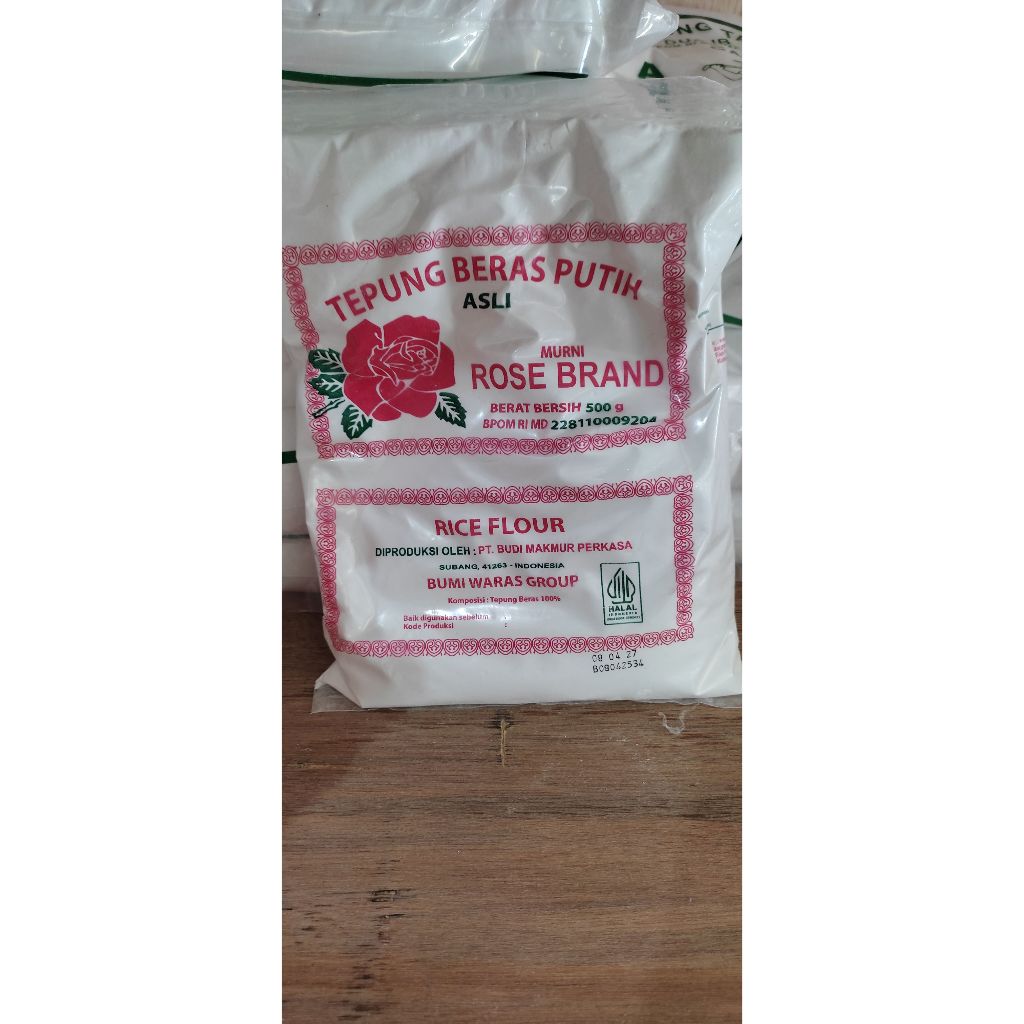 TEPUNG BERAS PUTIH
ASLI
MURNI
ROSE BRAND
BERAT BERSIH 500 g
BPOM RI MD 228110009204
RICE FLOUR
DIPRODUKSI OLEH : PT. BUDI MAKMUR PERKASA
SUBANG, 41263 - INDONESIA
BUMI WARAS GROUP
Komposisi : Tepung Beras 100%
Baik digunakan sebelum :
Kode Produksi :
HALAL
INDONESIA
09 04 27
B09042534